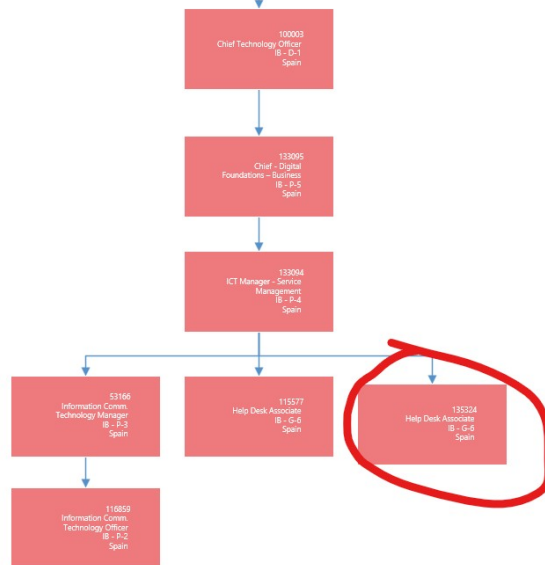 100003
Chief Technology Officer
IB - D-1
Spain
133095
Chief - Digital
Foundations – Business
IB - P-5
Spain
133094
ICT Manager - Service
Management
IB - P-4
Spain
53166
Information Comm.
Technology Manager
IB - P-3
Spain
115577
Help Desk Associate
IB - G-6
Spain
135324
Help Desk Associate
IB - G-6
Spain
116859
Information Comm.
Technology Officer
IB - P-2
Spain